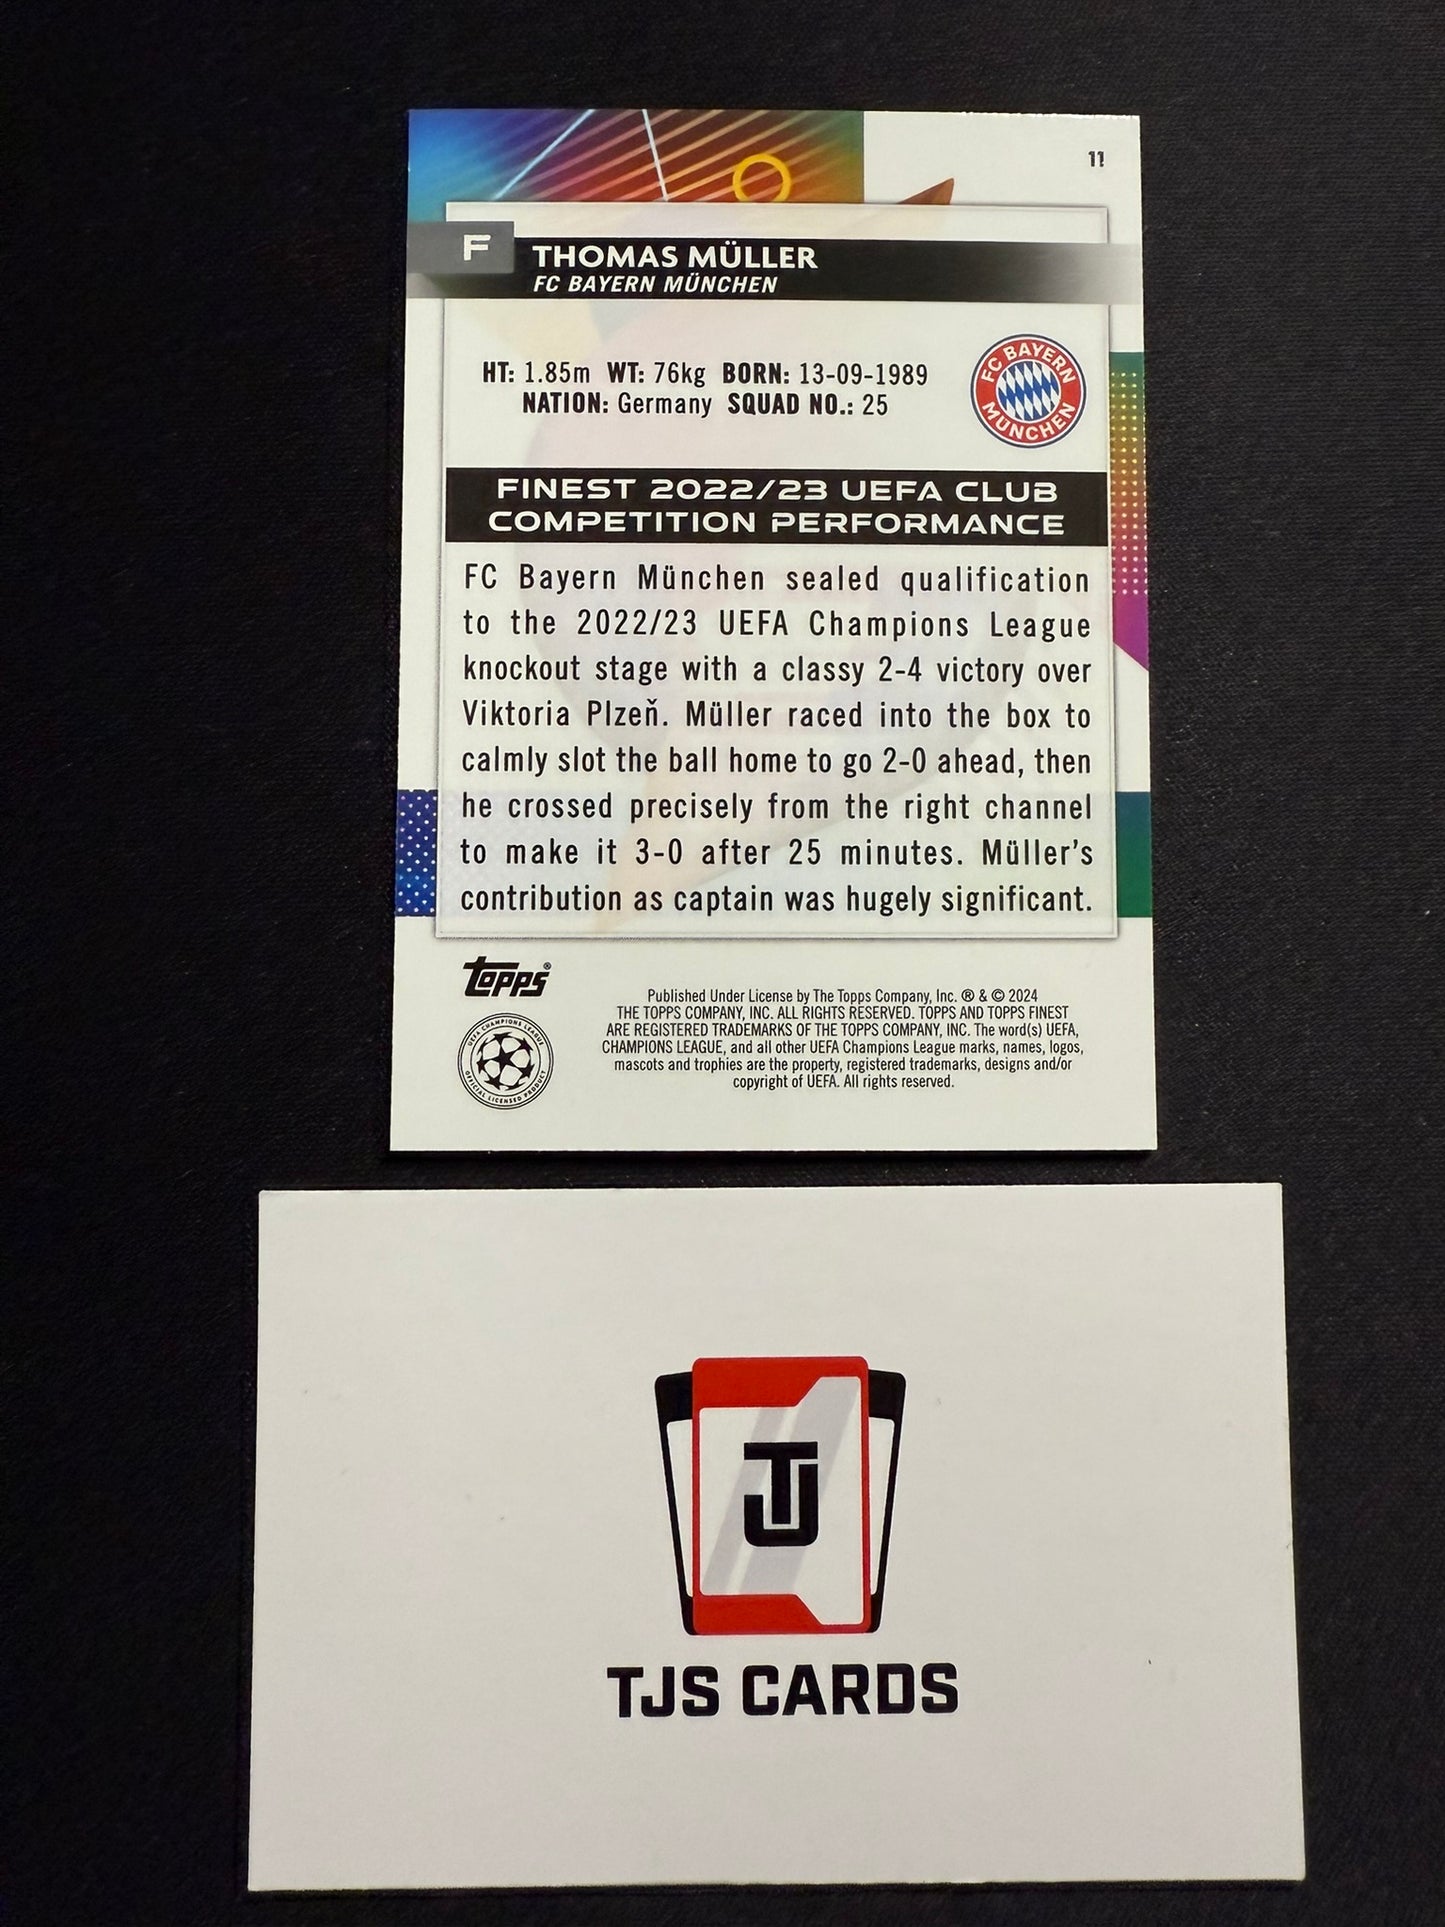 11
F
THOMAS MÜLLER
FC BAYERN MÜNCHEN
HT: 1.85m WT: 76kg BORN: 13-09-1989
NATION: Germany SQUAD NO.: 25
FC BAYERN
MÜNCHEN
FINEST 2022/23 UEFA CLUB
COMPETITION PERFORMANCE
FC Bayern München sealed qualification
to the 2022/23 UEFA Champions League
knockout stage with a classy 2-4 victory over
Viktoria Plzeň. Müller raced into the box to
calmly slot the ball home to go 2-0 ahead, then
he crossed precisely from the right channel
to make it 3-0 after 25 minutes. Müller's
contribution as captain was hugely significant.
topps®
UEFA CHAMPIONS LEAGUE
OFFICIAL LICENSED PRODUCT
Published Under License by The Topps Company, Inc. ® & © 2024
THE TOPPS COMPANY, INC. ALL RIGHTS RESERVED. TOPPS AND TOPPS FINEST
ARE REGISTERED TRADEMARKS OF THE TOPPS COMPANY, INC. The word(s) UEFA,
CHAMPIONS LEAGUE, and all other UEFA Champions League marks, names, logos,
mascots and trophies are the property, registered trademarks, designs and/or
copyright of UEFA. All rights reserved.
TJ
TJS CARDS